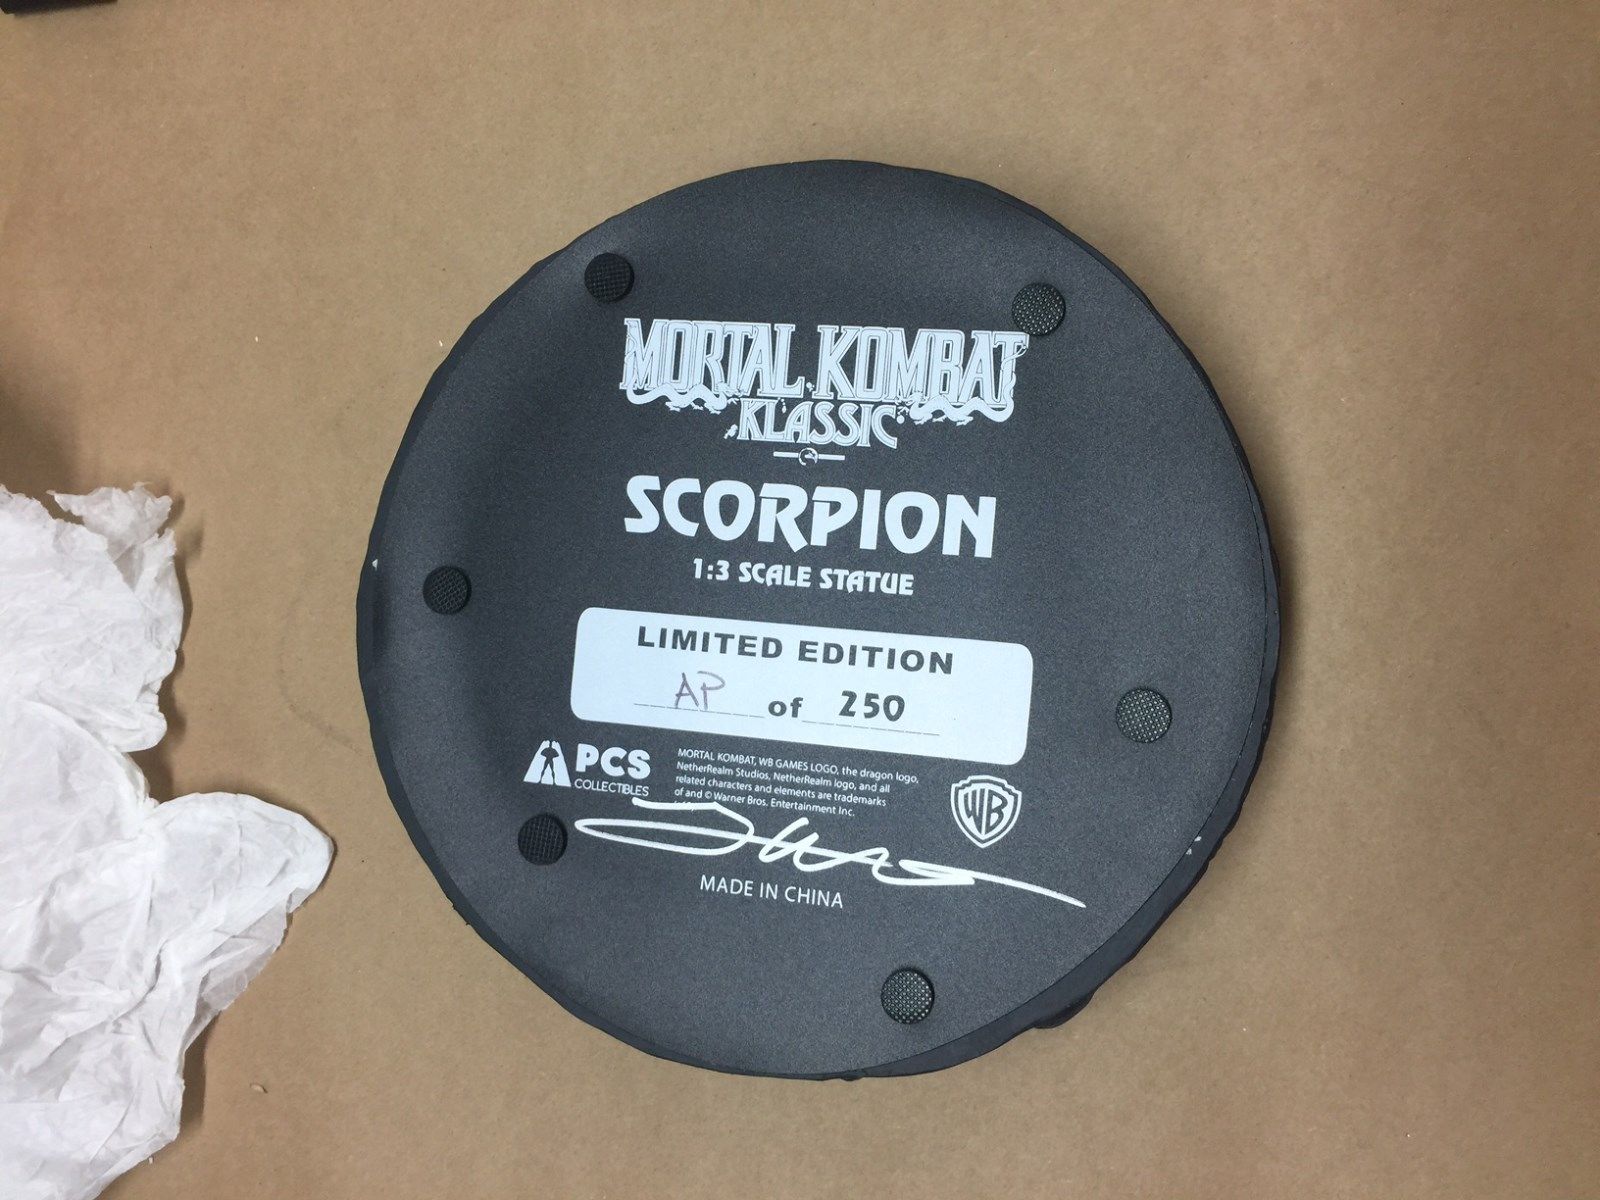 MORTAL KOMBAT
KLASSIC
SCORPION
1:3 SCALE STATUE
LIMITED EDITION
AP of 250
PCS
COLLECTIBLES
MORTAL KOMBAT, WB GAMES LOGO, the dragon logo,
NetherRealm Studios, NetherRealm logo, and all
related characters and elements are trademarks
of and © Warner Bros. Entertainment Inc.
WB
MADE IN CHINA